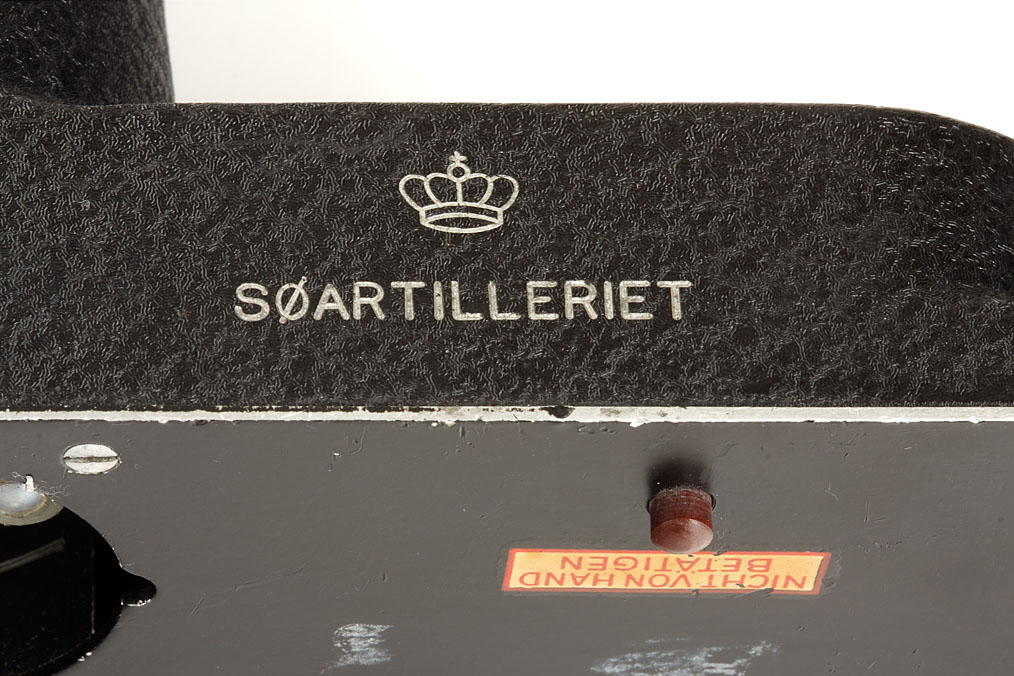 SØARTILLERIET
NICHT VON HAND
BETÄTIGEN